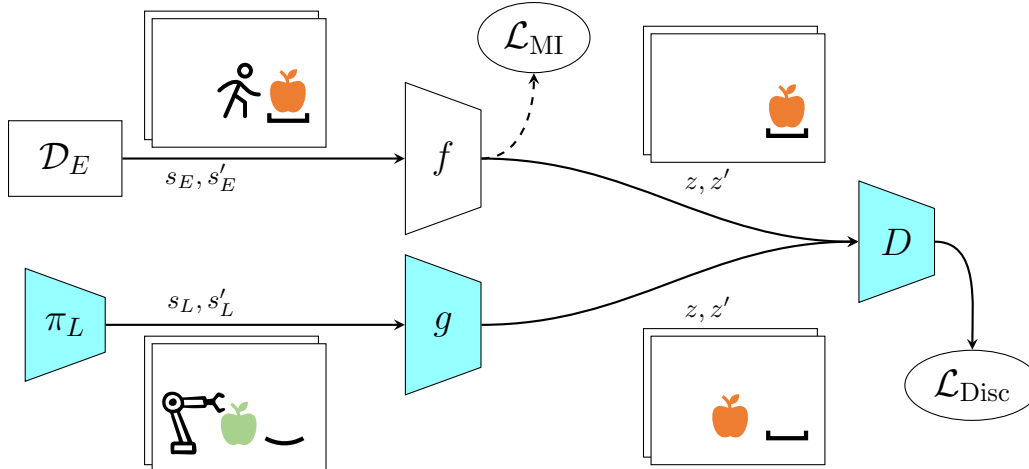 𝓛_MI
𝒟_E
s_E, s′_E
f
z, z′
D
π_L
s_L, s′_L
g
z, z′
𝓛_Disc